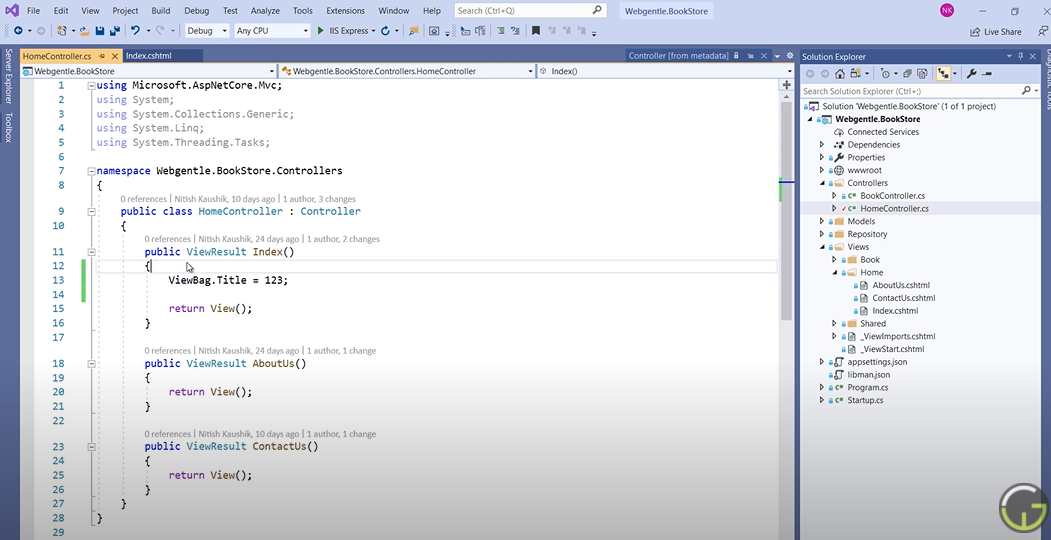 File Edit View Project Build Debug Test Analyze Tools Extensions Window Help Search (Ctrl+Q) Webgentle.BookStore NK
Debug Any CPU IIS Express Live Share
HomeController.cs Index.cshtml Controller [from metadata] Solution Explorer
Webgentle.BookStore Webgentle.BookStore.Controllers.HomeController Index()
Server Explorer
Toolbox
Diagnostic Tools
1 using Microsoft.AspNetCore.Mvc;
2 using System;
3 using System.Collections.Generic;
4 using System.Linq;
5 using System.Threading.Tasks;
6
7 namespace Webgentle.BookStore.Controllers
8 {
0 references | Nitish Kaushik, 10 days ago | 1 author, 3 changes
9 public class HomeController : Controller
10 {
0 references | Nitish Kaushik, 24 days ago | 1 author, 2 changes
11 public ViewResult Index()
12 {
13 ViewBag.Title = 123;
14
15 return View();
16 }
17
0 references | Nitish Kaushik, 24 days ago | 1 author, 1 change
18 public ViewResult AboutUs()
19 {
20 return View();
21 }
22
0 references | Nitish Kaushik, 10 days ago | 1 author, 1 change
23 public ViewResult ContactUs()
24 {
25 return View();
26 }
27 }
28 }
29
Search Solution Explorer (Ctrl+;)
Solution 'Webgentle.BookStore' (1 of 1 project)
Webgentle.BookStore
Connected Services
Dependencies
Properties
wwwroot
Controllers
BookController.cs
HomeController.cs
Models
Repository
Views
Book
Home
AboutUs.cshtml
ContactUs.cshtml
Index.cshtml
Shared
_ViewImports.cshtml
_ViewStart.cshtml
appsettings.json
libman.json
Program.cs
Startup.cs